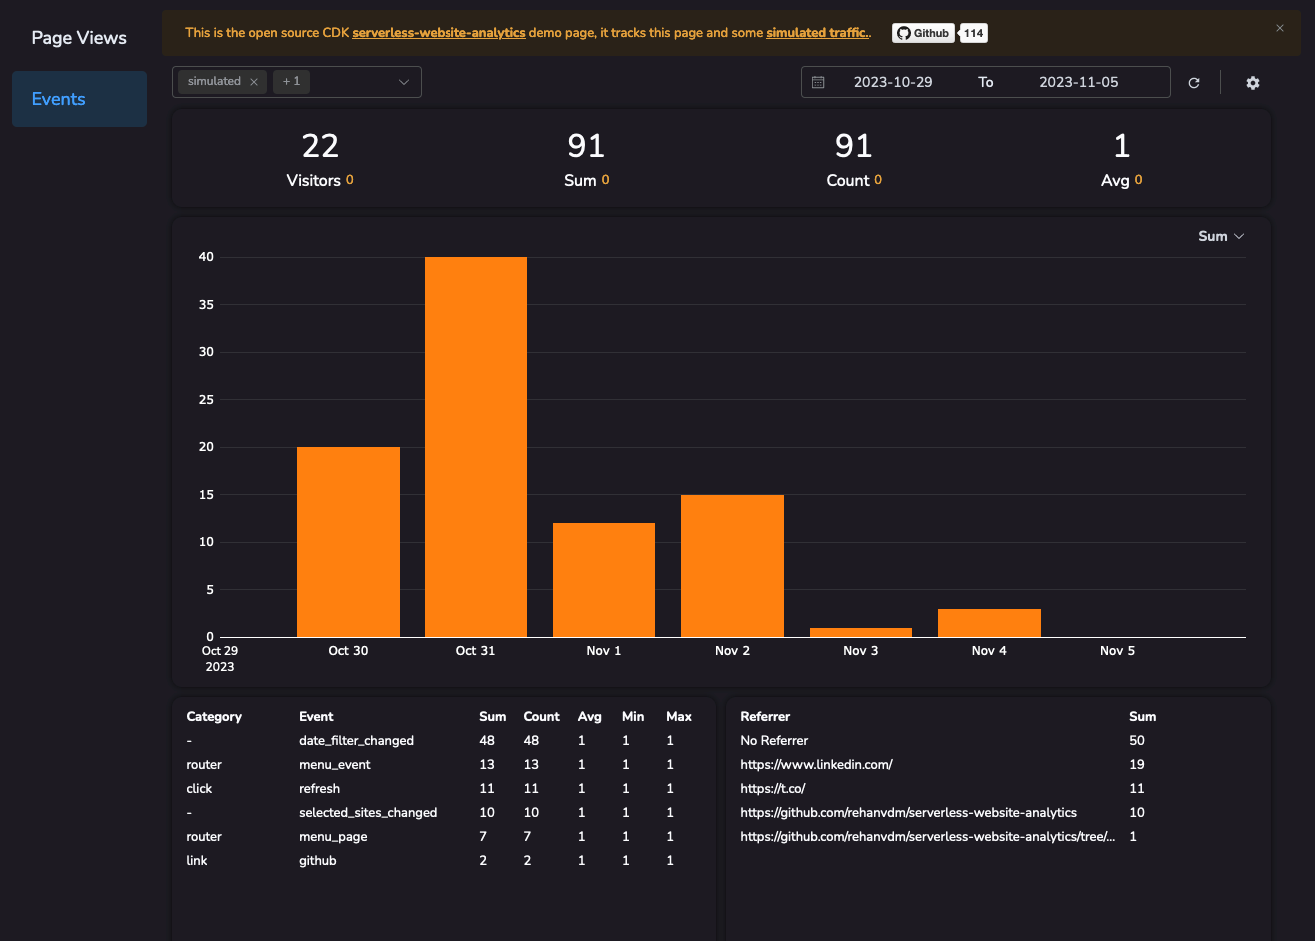 Page Views
Events
This is the open source CDK serverless-website-analytics demo page, it tracks this page and some simulated traffic..
Github 114
simulated + 1
2023-10-29 To 2023-11-05
22 91 91 1
Visitors 0 Sum 0 Count 0 Avg 0
Sum
40
35
30
25
20
15
10
5
0
Oct 29 Oct 30 Oct 31 Nov 1 Nov 2 Nov 3 Nov 4 Nov 5
2023
Category Event Sum Count Avg Min Max
- date_filter_changed 48 48 1 1 1
router menu_event 13 13 1 1 1
click refresh 11 11 1 1 1
- selected_sites_changed 10 10 1 1 1
router menu_page 7 7 1 1 1
link github 2 2 1 1 1
Referrer Sum
No Referrer 50
https://www.linkedin.com/ 19
https://t.co/ 11
https://github.com/rehanvdm/serverless-website-analytics 10
https://github.com/rehanvdm/serverless-website-analytics/tree/... 1